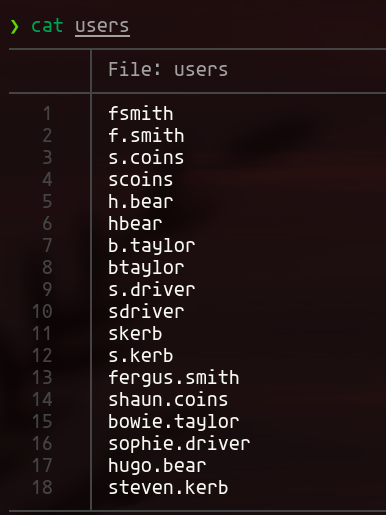 ❯ cat users
File: users
1 fsmith
2 f.smith
3 s.coins
4 scoins
5 h.bear
6 hbear
7 b.taylor
8 btaylor
9 s.driver
10 sdriver
11 skerb
12 s.kerb
13 fergus.smith
14 shaun.coins
15 bowie.taylor
16 sophie.driver
17 hugo.bear
18 steven.kerb